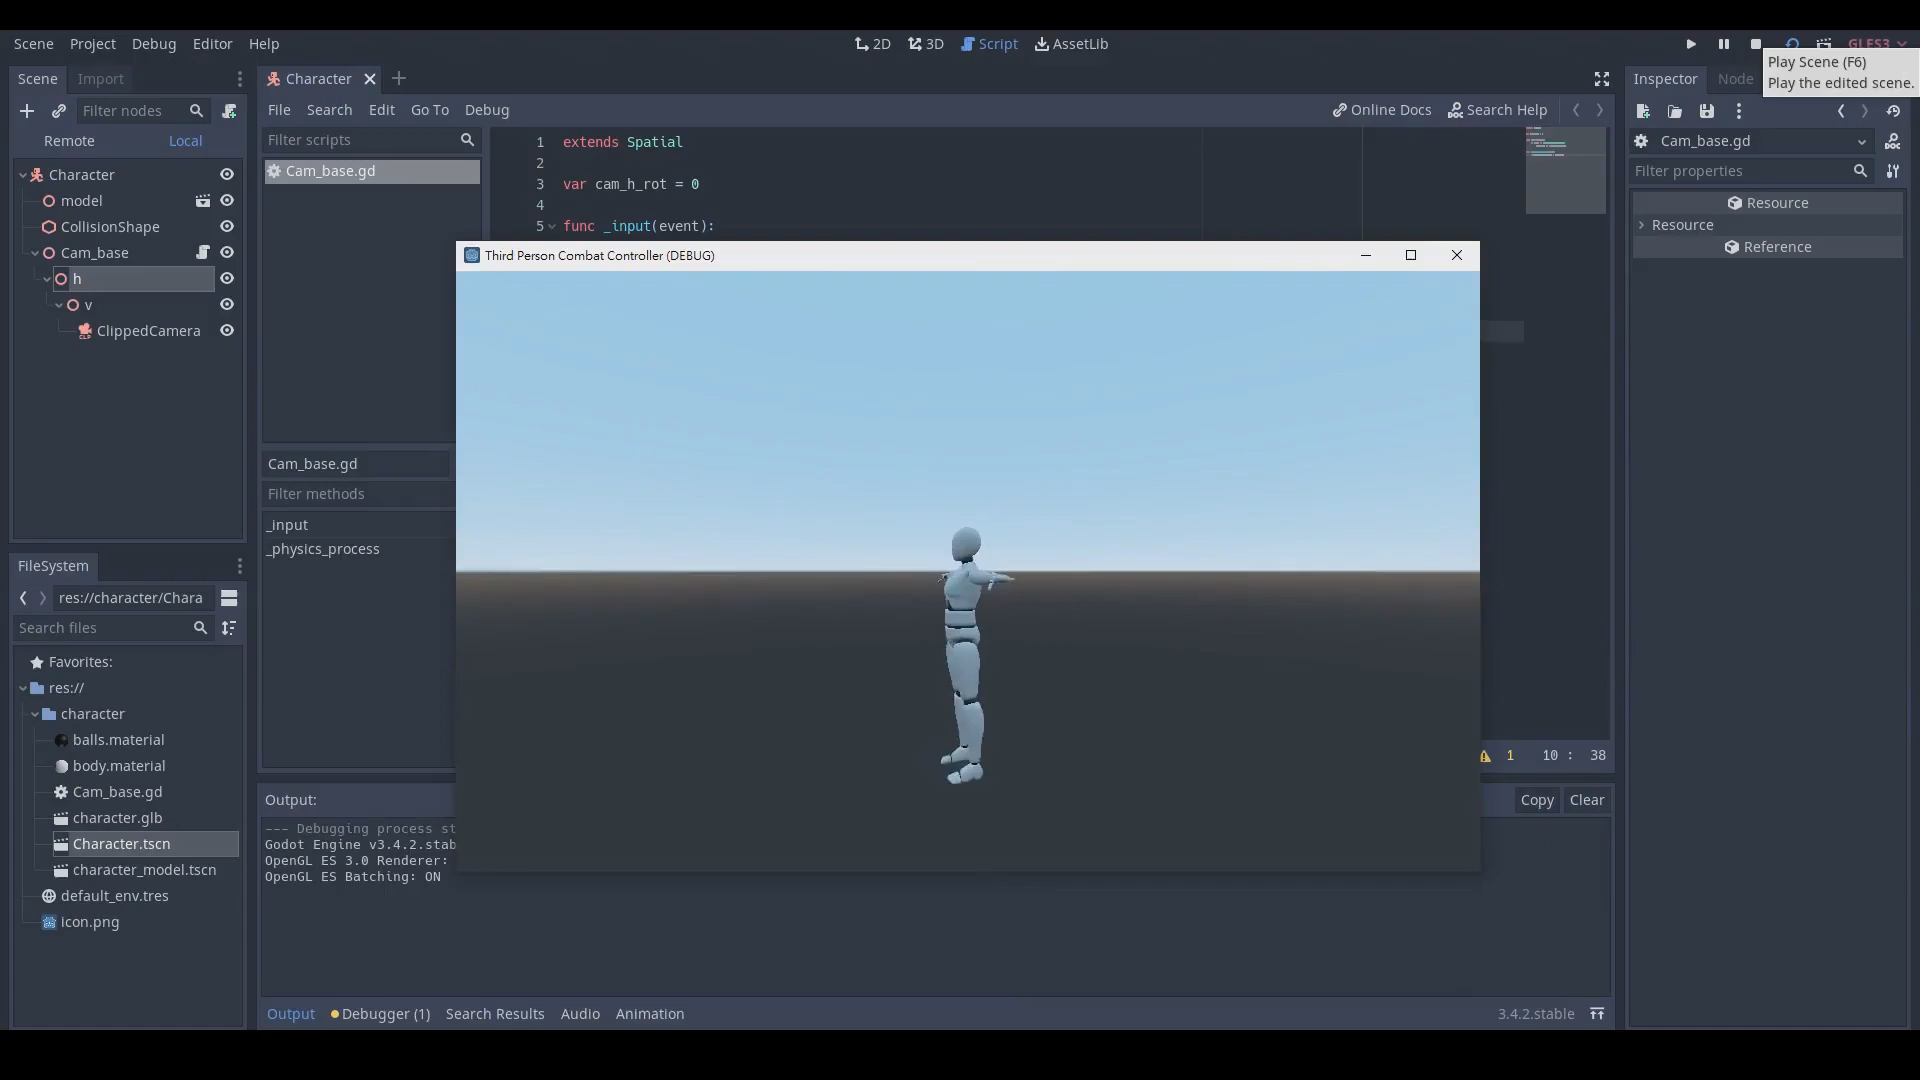 Scene Project Debug Editor Help
2D 3D Script AssetLib
GLES3
Play Scene (F6)
Play the edited scene.
Scene Import
Filter nodes
Remote Local
Character
model
CollisionShape
Cam_base
h
v
ClippedCamera
FileSystem
res://character/Chara
Search files
Favorites:
res://
character
balls.material
body.material
Cam_base.gd
character.glb
Character.tscn
character_model.tscn
default_env.tres
icon.png
Character
File Search Edit Go To Debug
Online Docs Search Help
Filter scripts
Cam_base.gd
Cam_base.gd
Filter methods
_input
_physics_process
1 extends Spatial
2
3 var cam_h_rot = 0
4
5 func _input(event):
Third Person Combat Controller (DEBUG)
1 10 : 38
Output:
Copy Clear
--- Debugging process st
Godot Engine v3.4.2.stab
OpenGL ES 3.0 Renderer:
OpenGL ES Batching: ON
Output Debugger (1) Search Results Audio Animation
3.4.2.stable
Inspector Node
Cam_base.gd
Filter properties
Resource
Resource
Reference